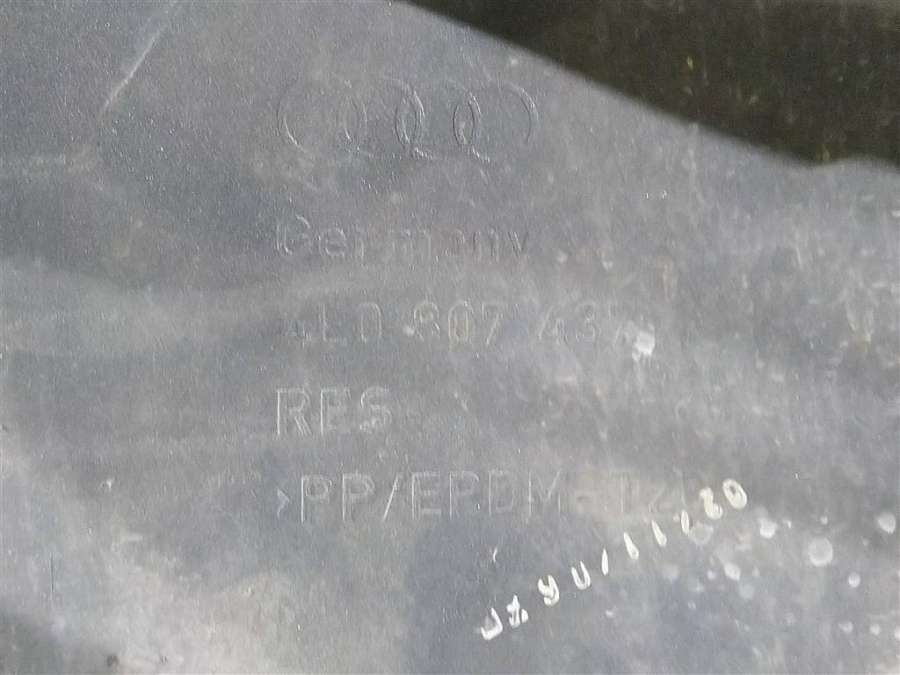 Germany
4L0 807 437
RES
>PP/EPDM-T20